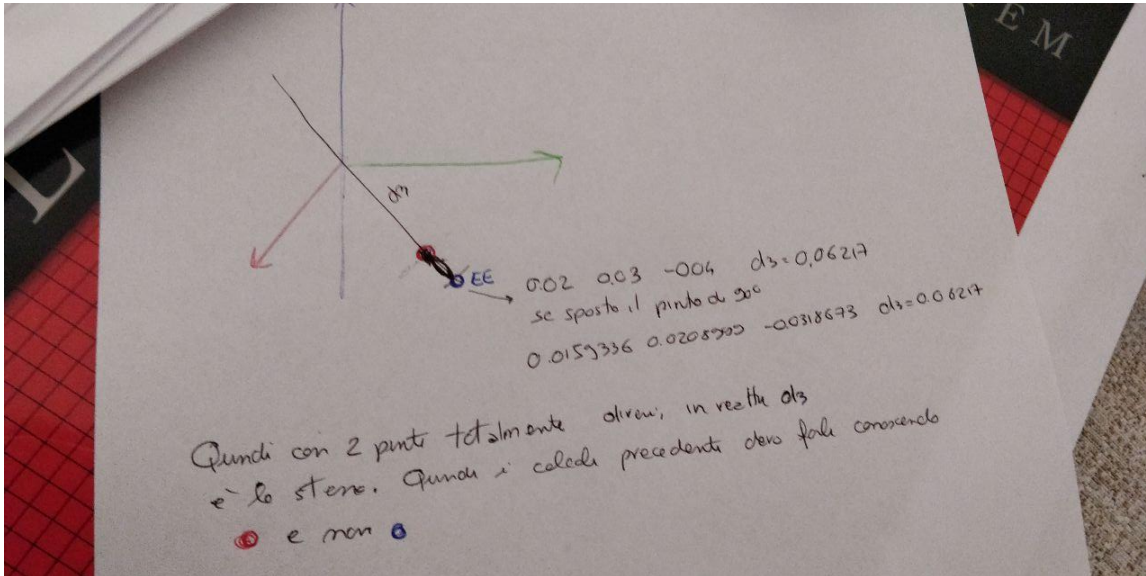 L
TEM
d3
EE
0.02 0.03 -0.04 d3=0,06217
se sposto il punto di 90°
0.0159336 0.0208909 -0.0318673 d3=0.06217
Quindi con 2 punti totalmente diversi, in realtà d3
è lo stesso. Quindi i calcoli precedenti devo farli conoscendo
e non